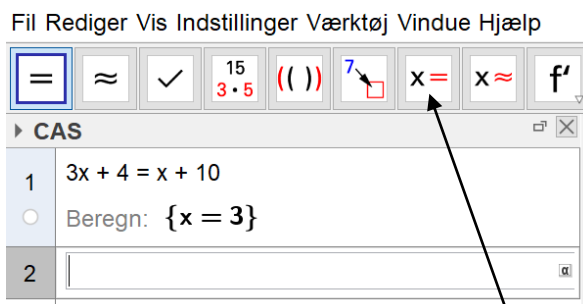 Fil Rediger Vis Indstillinger Værktøj Vindue Hjælp
= ≈ ✓ 15 3 • 5 (( )) 7 x= x≈ f'
CAS
1 3x + 4 = x + 10
Beregn: {x = 3}
2 α